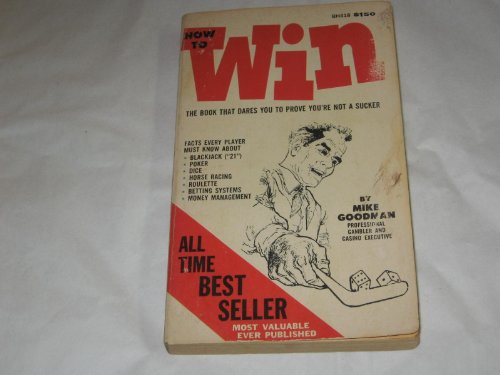 $1.50
HOW
TO
Win
THE BOOK THAT DARES YOU TO PROVE YOU'RE NOT A SUCKER
FACTS EVERY PLAYER
MUST KNOW ABOUT
• BLACKJACK ("21")
• POKER
• DICE
• HORSE RACING
• ROULETTE
• BETTING SYSTEMS
• MONEY MANAGEMENT
BY
MIKE
GOODMAN
PROFESSIONAL
GAMBLER AND
CASINO EXECUTIVE
ALL
TIME
BEST
SELLER
MOST VALUABLE
EVER PUBLISHED